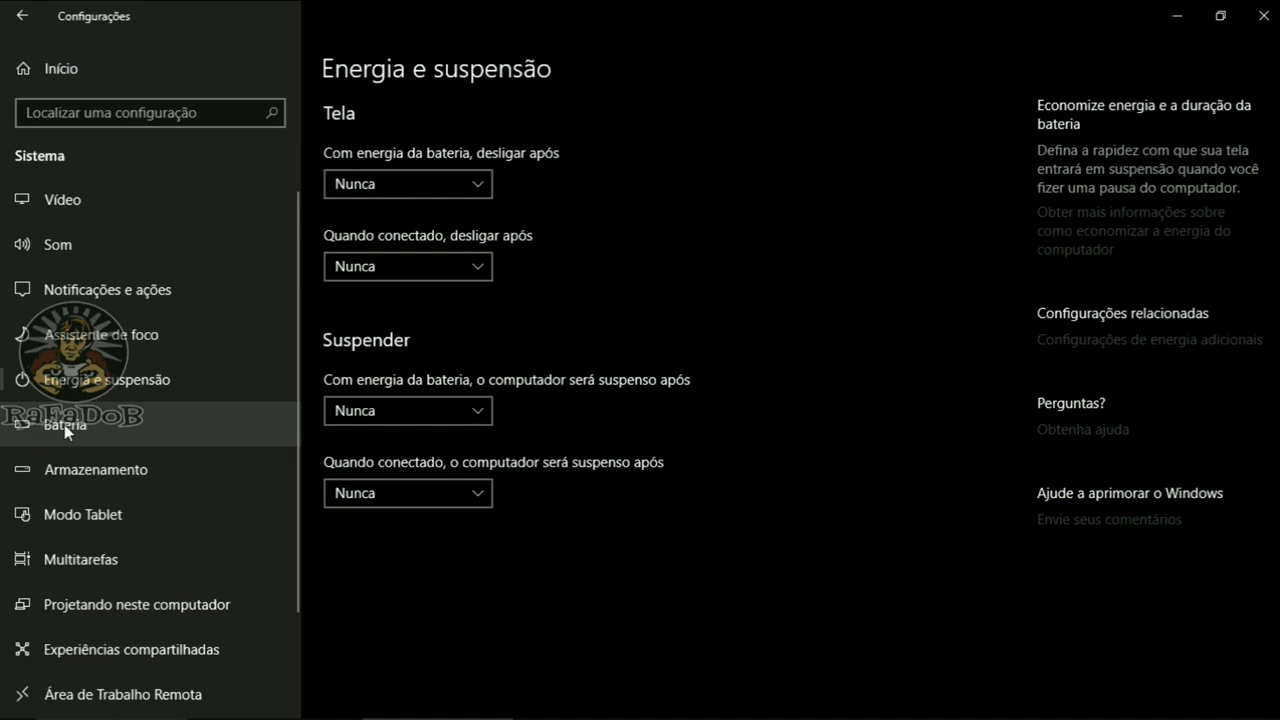 Configurações
Início
Localizar uma configuração
Sistema
Vídeo
Som
Notificações e ações
Assistente de foco
Energia e suspensão
RaFaDoB
Bateria
Armazenamento
Modo Tablet
Multitarefas
Projetando neste computador
Experiências compartilhadas
Área de Trabalho Remota
Energia e suspensão
Tela
Com energia da bateria, desligar após
Nunca
Quando conectado, desligar após
Nunca
Suspender
Com energia da bateria, o computador será suspenso após
Nunca
Quando conectado, o computador será suspenso após
Nunca
Economize energia e a duração da
bateria
Defina a rapidez com que sua tela
entrará em suspensão quando você
fizer uma pausa do computador.
Obter mais informações sobre
como economizar a energia do
computador
Configurações relacionadas
Configurações de energia adicionais
Perguntas?
Obtenha ajuda
Ajude a aprimorar o Windows
Envie seus comentários